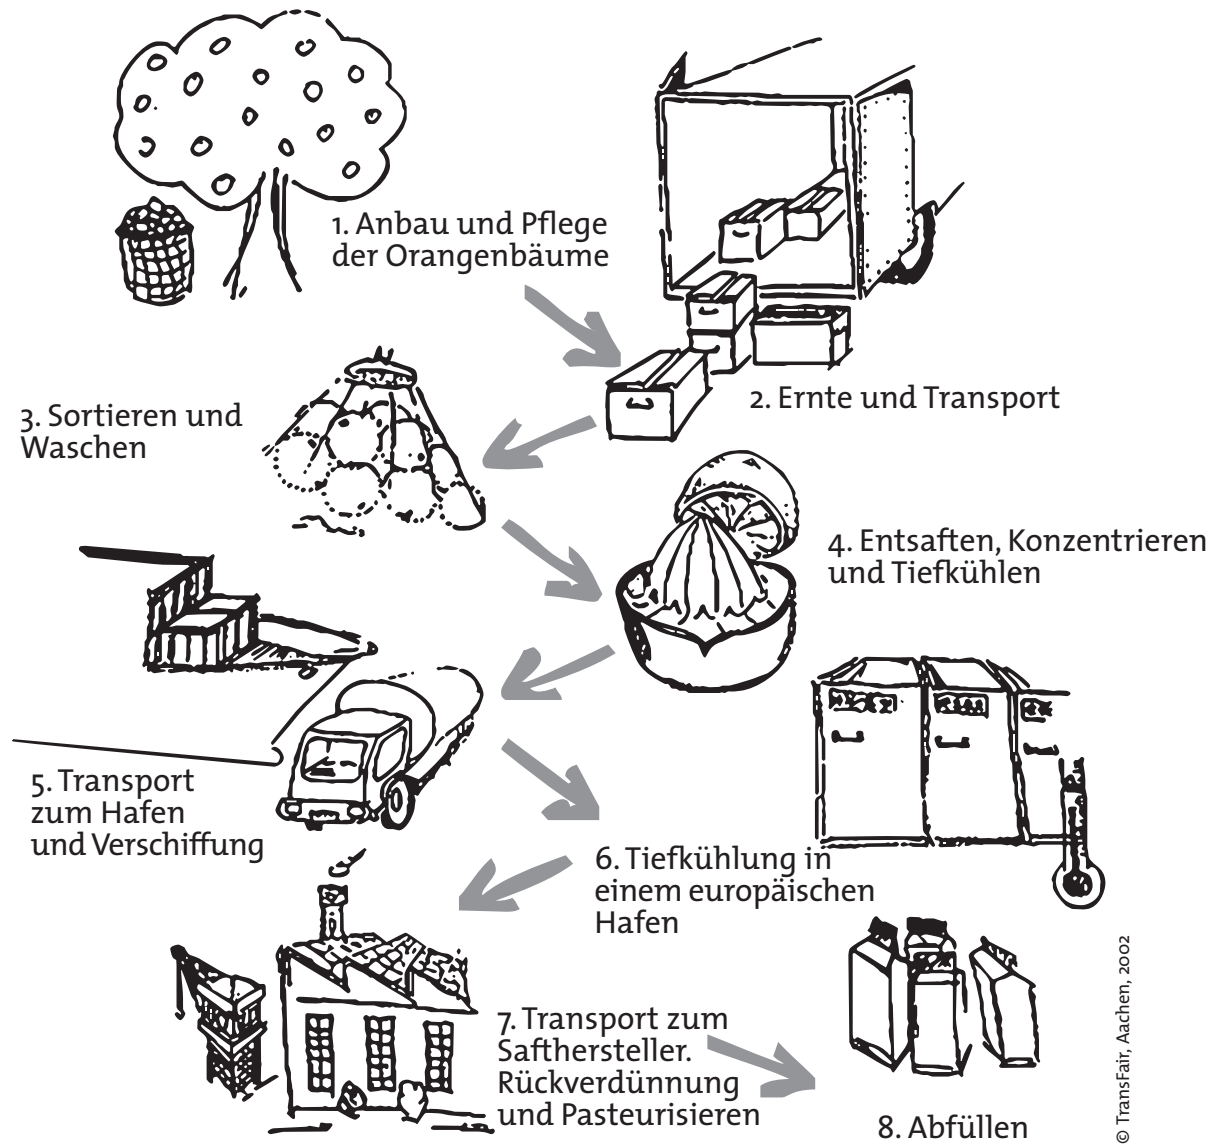 1. Anbau und Pflege
der Orangenbäume
2. Ernte und Transport
3. Sortieren und
Waschen
4. Entsaften, Konzentrieren
und Tiefkühlen
5. Transport
zum Hafen
und Verschiffung
6. Tiefkühlung in
einem europäischen
Hafen
7. Transport zum
Safthersteller.
Rückverdünnung
und Pasteurisieren
8. Abfüllen
© TransFair, Aachen, 2002